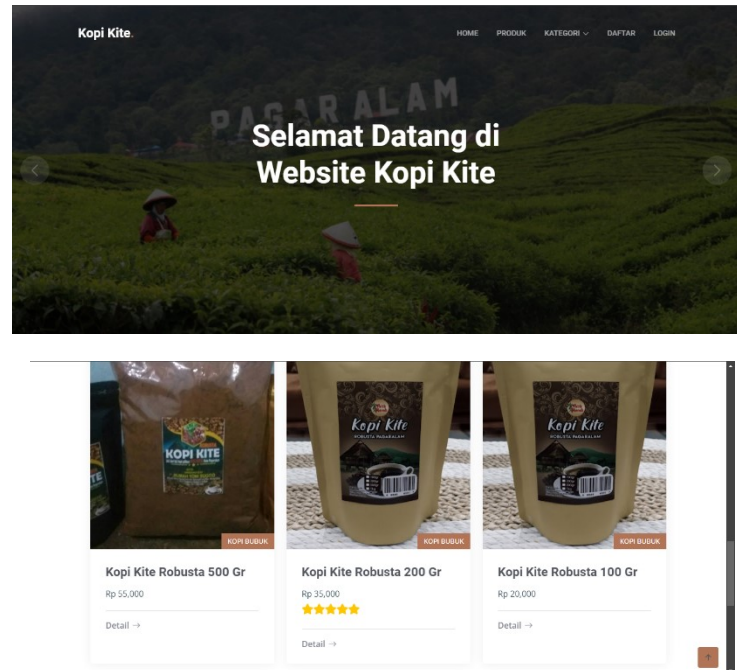 Kopi Kite.
HOME PRODUK KATEGORI DAFTAR LOGIN
PAGAR ALAM
Selamat Datang di
Website Kopi Kite
KOPI KITE
Kopi Kite
ROBUSTA PAGARALAM
Kopi Kite
ROBUSTA PAGARALAM
KOPI BUBUK KOPI BUBUK KOPI BUBUK
Kopi Kite Robusta 500 Gr Kopi Kite Robusta 200 Gr Kopi Kite Robusta 100 Gr
Rp 55,000 Rp 35,000 Rp 20,000
Detail → Detail → Detail →